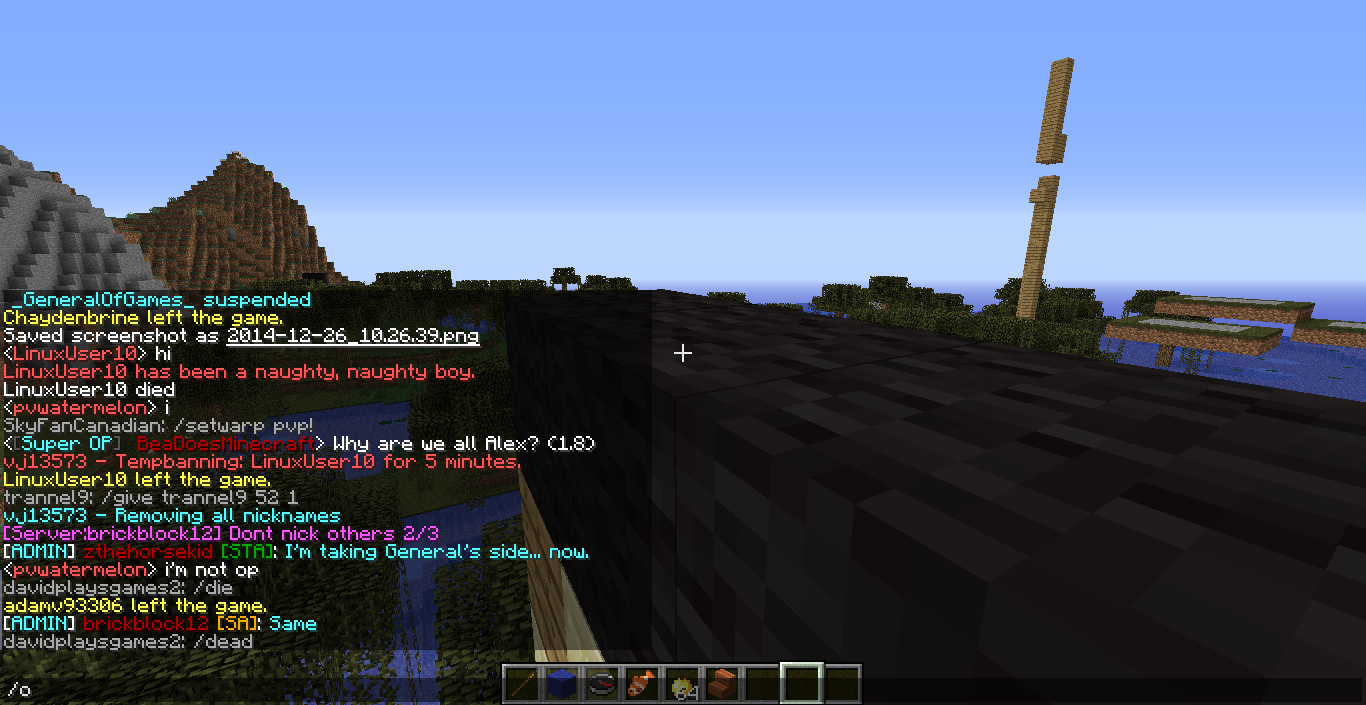 _GeneralOfGames_ suspended
Chaydenbrine left the game.
Saved screenshot as 2014-12-26_10.26.39.png
<LinuxUser10> hi
LinuxUser10 has been a naughty, naughty boy.
LinuxUser10 died
<pvwatermelon> i
SkyFanCanadian: /setwarp pvp!
<[Super OP] BeaDoesMinecraft> Why are we all Alex? (1.8)
vj13573 - Tempbanning: LinuxUser10 for 5 minutes.
LinuxUser10 left the game.
trannel9: /give trannel9 52 1
vj13573 - Removing all nicknames
[Server:brickblock12] Dont nick others 2/3
[ADMIN] zthehorsekid [STA]: I'm taking General's side... now.
<pvwatermelon> i'm not op
davidplaysgames2: /die
adamv93306 left the game.
[ADMIN] brickblock12 [SA]: Same
davidplaysgames2: /dead
64
/o